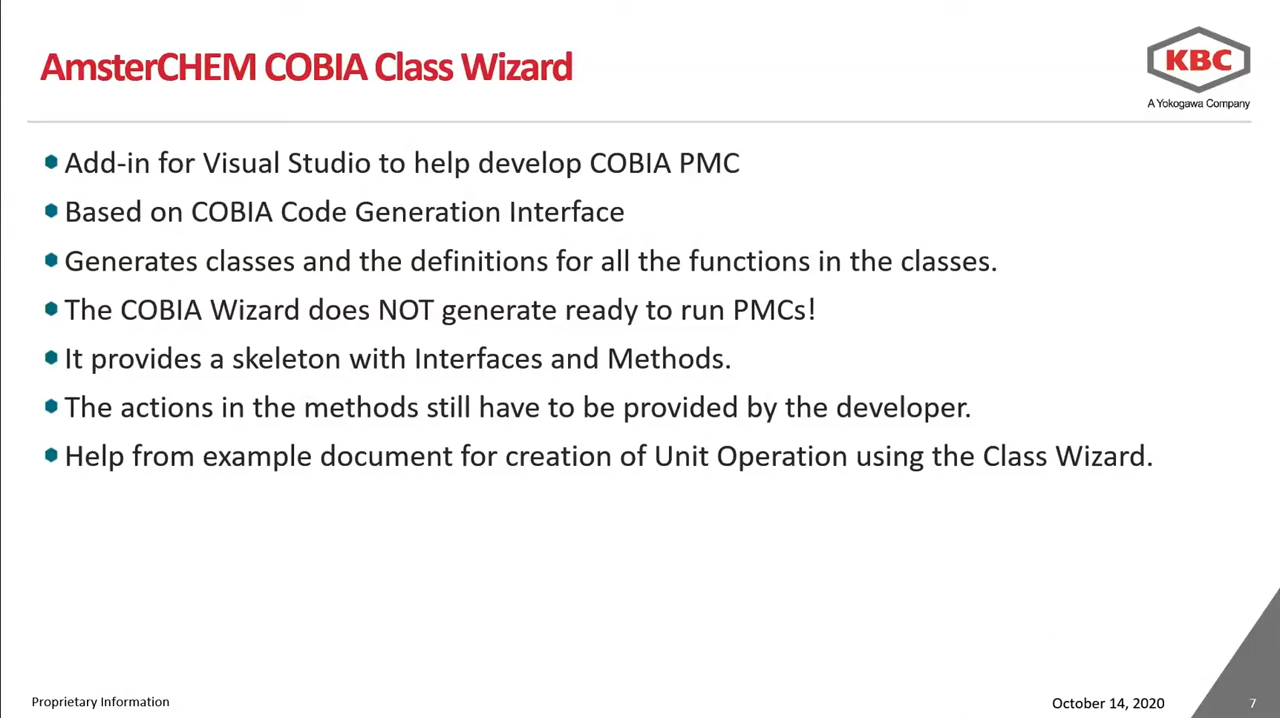 AmsterCHEM COBIA Class Wizard
KBC
A Yokogawa Company
Add-in for Visual Studio to help develop COBIA PMC
Based on COBIA Code Generation Interface
Generates classes and the definitions for all the functions in the classes.
The COBIA Wizard does NOT generate ready to run PMCs!
It provides a skeleton with Interfaces and Methods.
The actions in the methods still have to be provided by the developer.
Help from example document for creation of Unit Operation using the Class Wizard.
Proprietary Information
October 14, 2020
7